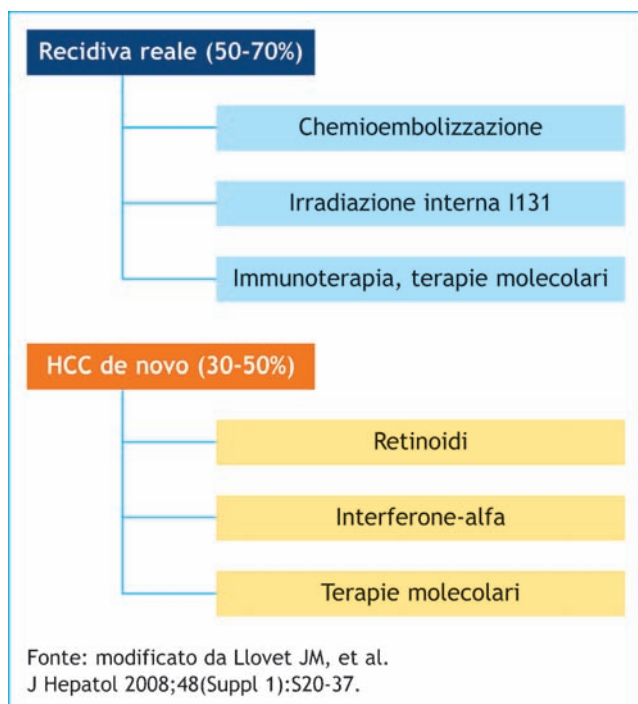 Recidiva reale (50-70%)
Chemioembolizzazione
Irradiazione interna I131
Immunoterapia, terapie molecolari
HCC de novo (30-50%)
Retinoidi
Interferone-alfa
Terapie molecolari
Fonte: modificato da Llovet JM, et al.
J Hepatol 2008;48(Suppl 1):S20-37.